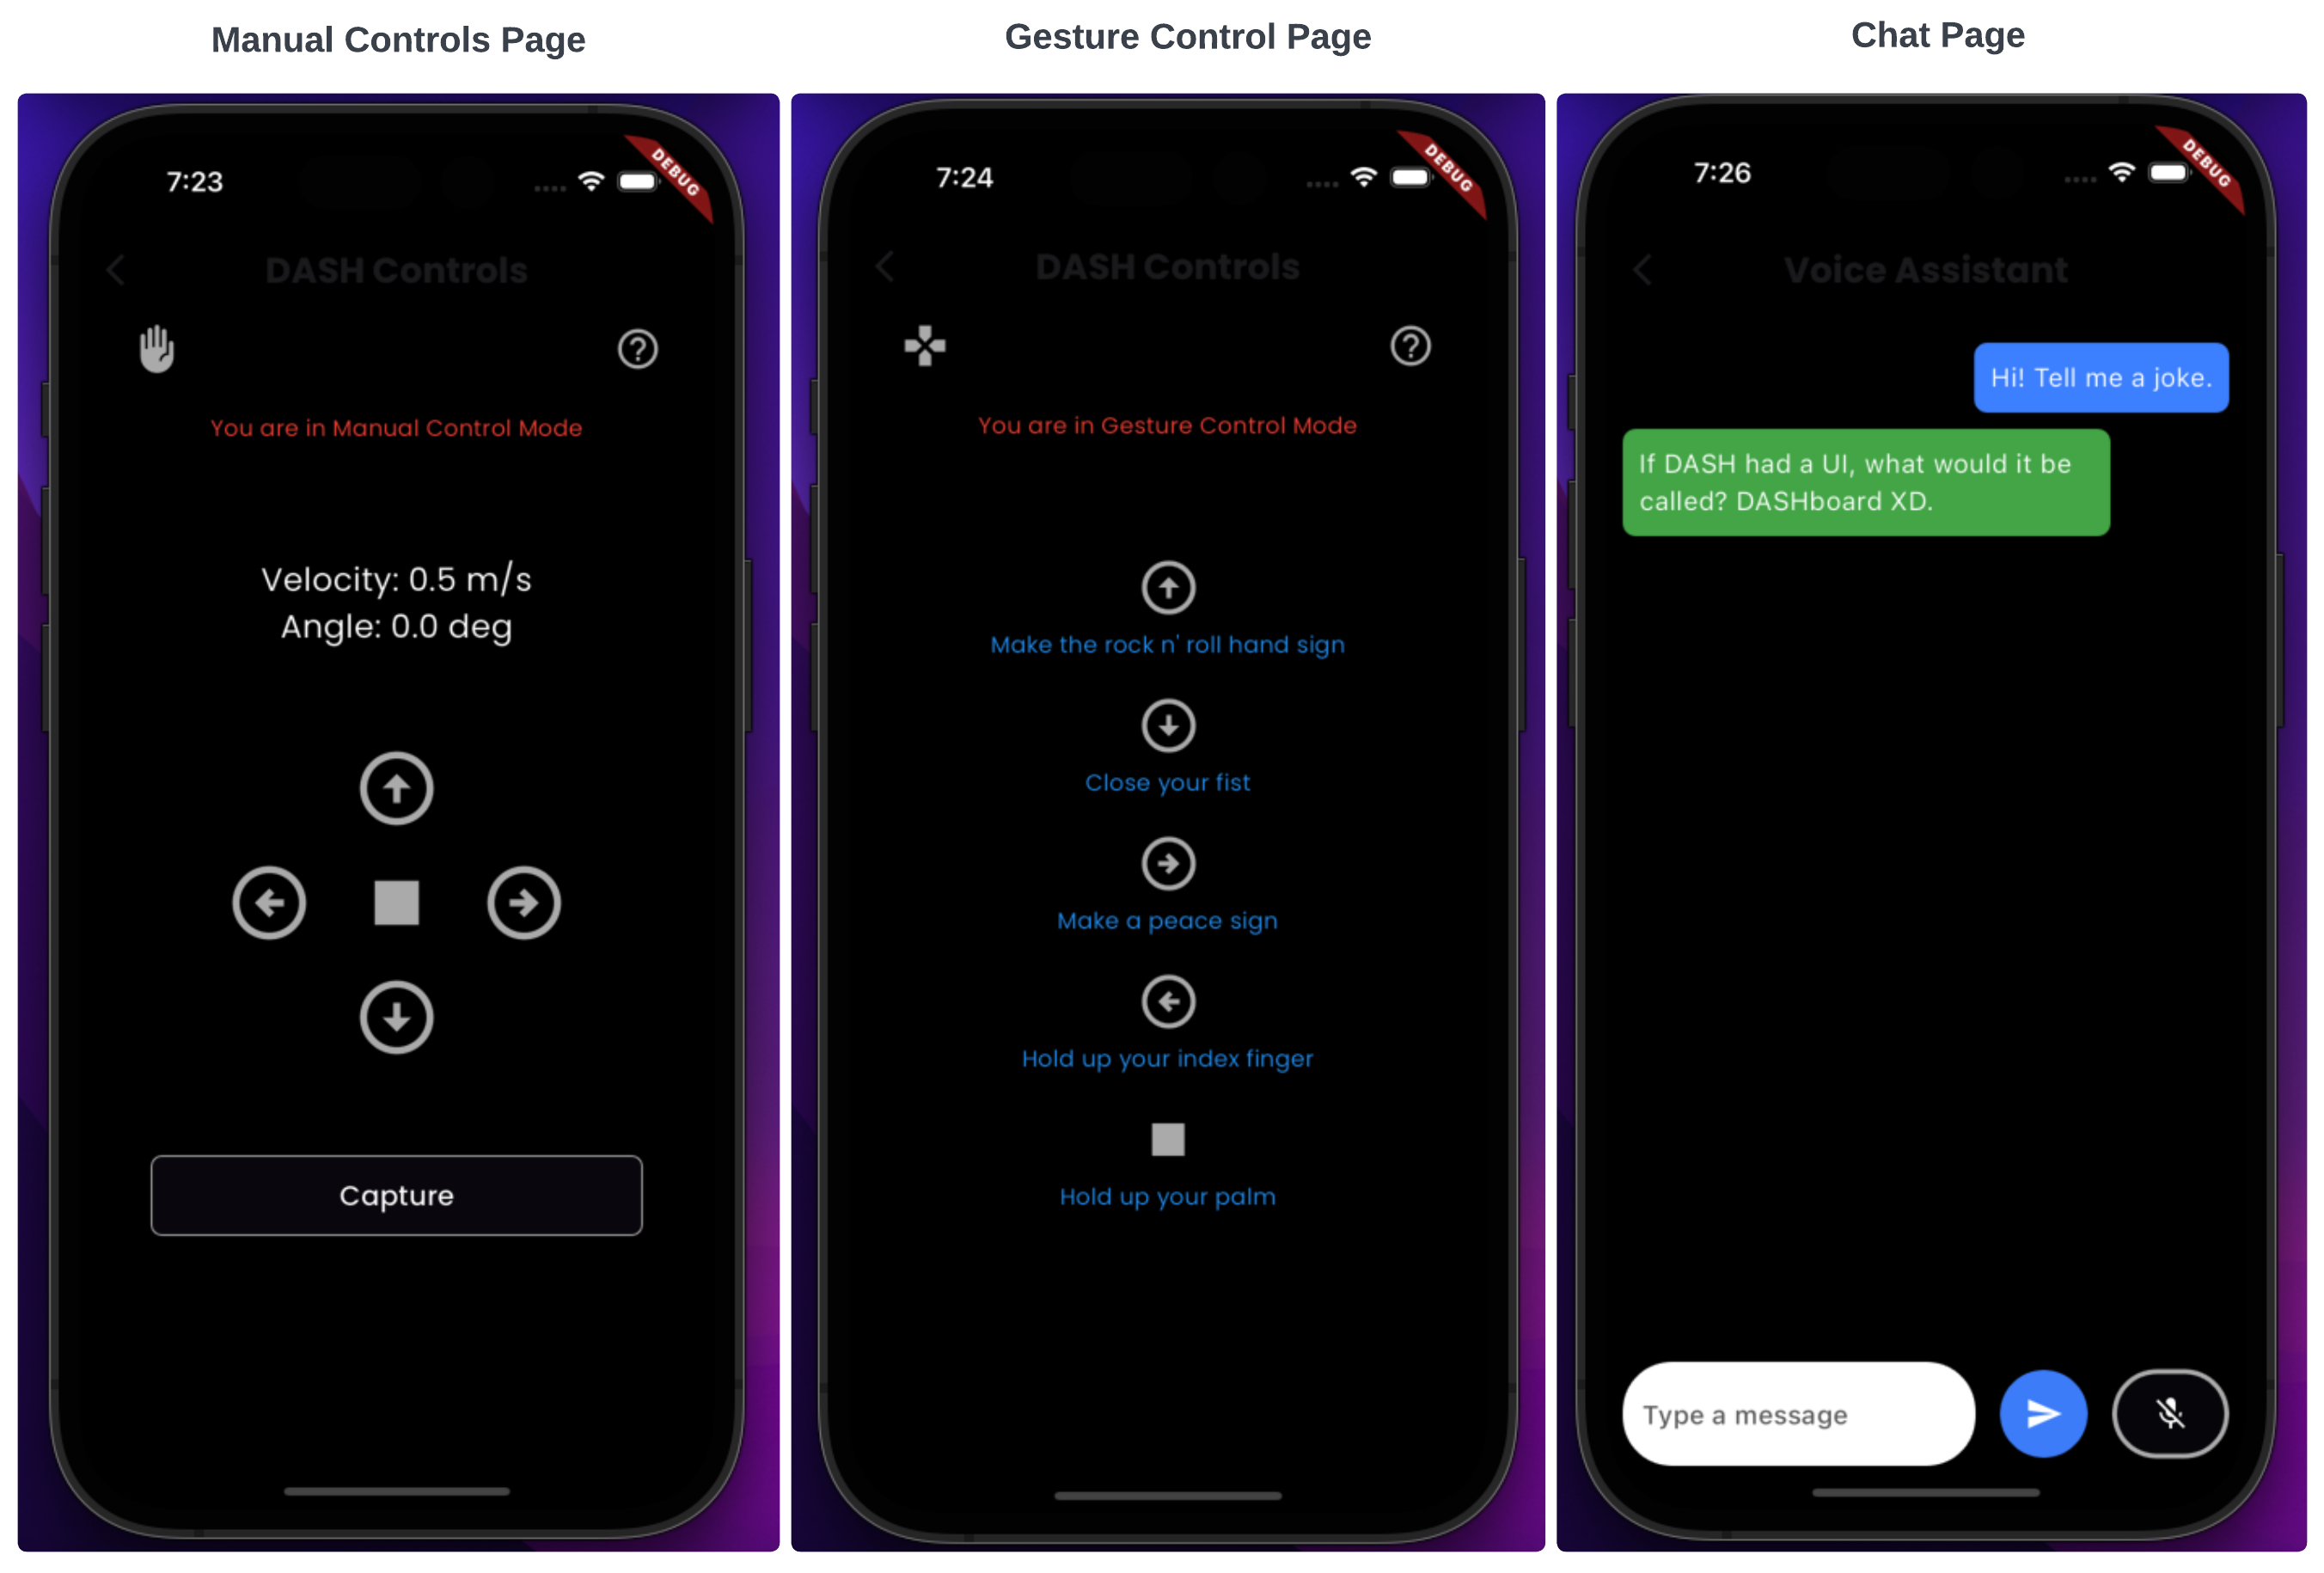 Manual Controls Page
7:23
DEBUG
DASH Controls
You are in Manual Control Mode
Velocity: 0.5 m/s
Angle: 0.0 deg
Capture
Gesture Control Page
7:24
DEBUG
DASH Controls
You are in Gesture Control Mode
Make the rock n' roll hand sign
Close your fist
Make a peace sign
Hold up your index finger
Hold up your palm
Chat Page
7:26
DEBUG
Voice Assistant
Hi! Tell me a joke.
If DASH had a UI, what would it be
called? DASHboard XD.
Type a message